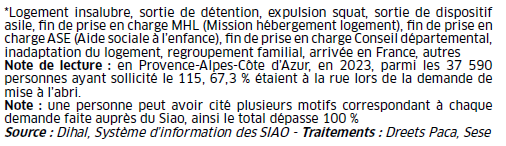 *Logement insalubre, sortie de détention, expulsion squat, sortie de dispositif
asile, fin de prise en charge MHL (Mission hébergement logement), fin de prise
en charge ASE (Aide sociale à l'enfance), fin de prise en charge Conseil départemental,
inadaptation du logement, regroupement familial, arrivée en France, autres
Note de lecture : en Provence-Alpes-Côte d'Azur, en 2023, parmi les 37 590
personnes ayant sollicité le 115, 67,3 % étaient à la rue lors de la demande de
mise à l'abri.
Note : une personne peut avoir cité plusieurs motifs correspondant à chaque
demande faite auprès du Siao, ainsi le total dépasse 100 %
Source : Dihal, Système d'information des SIAO - Traitements : Dreets Paca, Sese